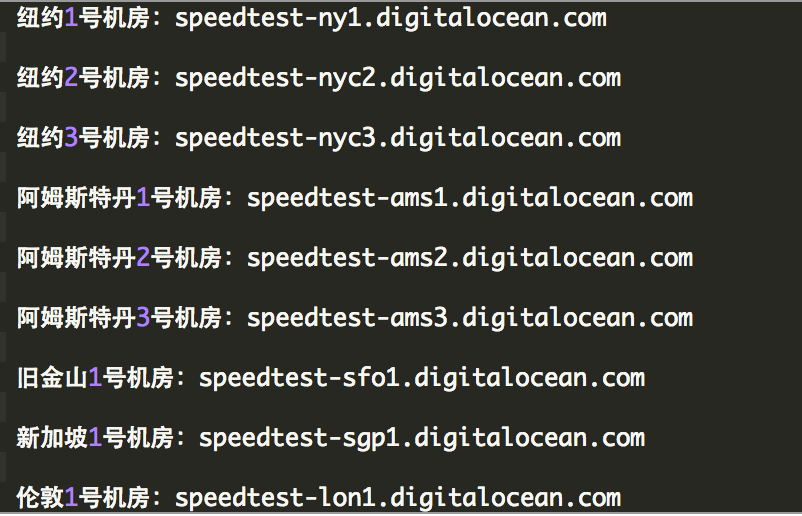 纽约1号机房：speedtest-ny1.digitalocean.com
纽约2号机房：speedtest-nyc2.digitalocean.com
纽约3号机房：speedtest-nyc3.digitalocean.com
阿姆斯特丹1号机房：speedtest-ams1.digitalocean.com
阿姆斯特丹2号机房：speedtest-ams2.digitalocean.com
阿姆斯特丹3号机房：speedtest-ams3.digitalocean.com
旧金山1号机房：speedtest-sfo1.digitalocean.com
新加坡1号机房：speedtest-sgp1.digitalocean.com
伦敦1号机房：speedtest-lon1.digitalocean.com